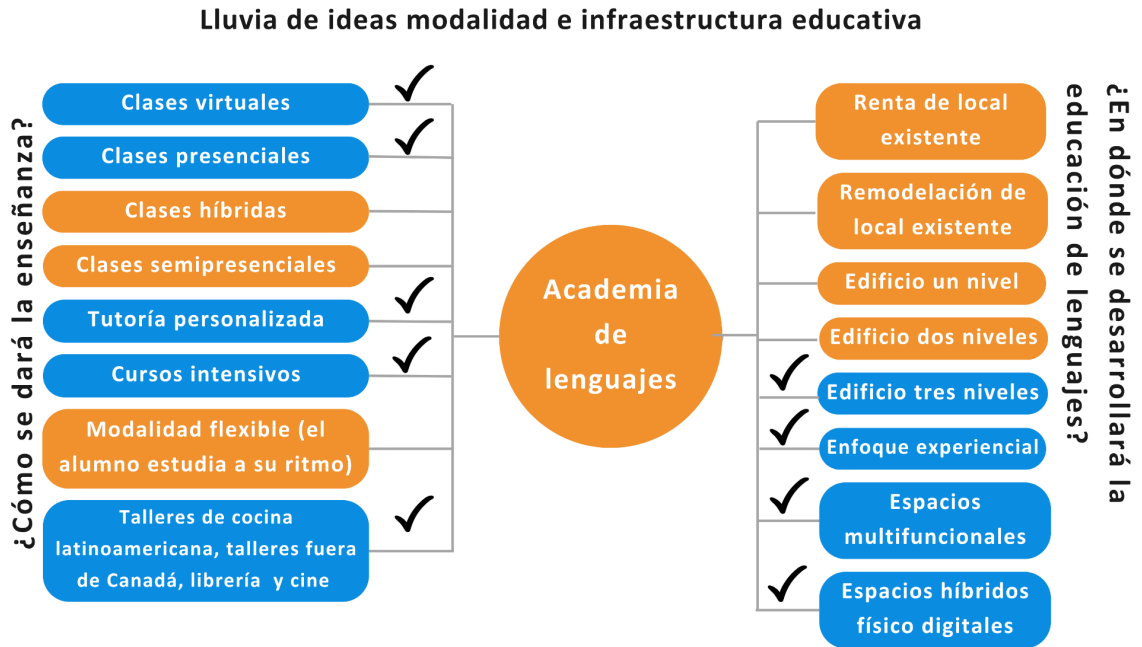 Lluvia de ideas modalidad e infraestructura educativa
¿Cómo se dará la enseñanza?
Clases virtuales
Clases presenciales
Clases híbridas
Clases semipresenciales
Tutoría personalizada
Cursos intensivos
Modalidad flexible (el
alumno estudia a su ritmo)
Talleres de cocina
latinoamericana, talleres fuera
de Canadá, librería y cine
Academia
de
lenguajes
Renta de local
existente
Remodelación de
local existente
Edificio un nivel
Edificio dos niveles
Edificio tres niveles
Enfoque experiencial
Espacios
multifuncionales
Espacios híbridos
físico digitales
¿En dónde se desarrollará la
educación de lenguajes?